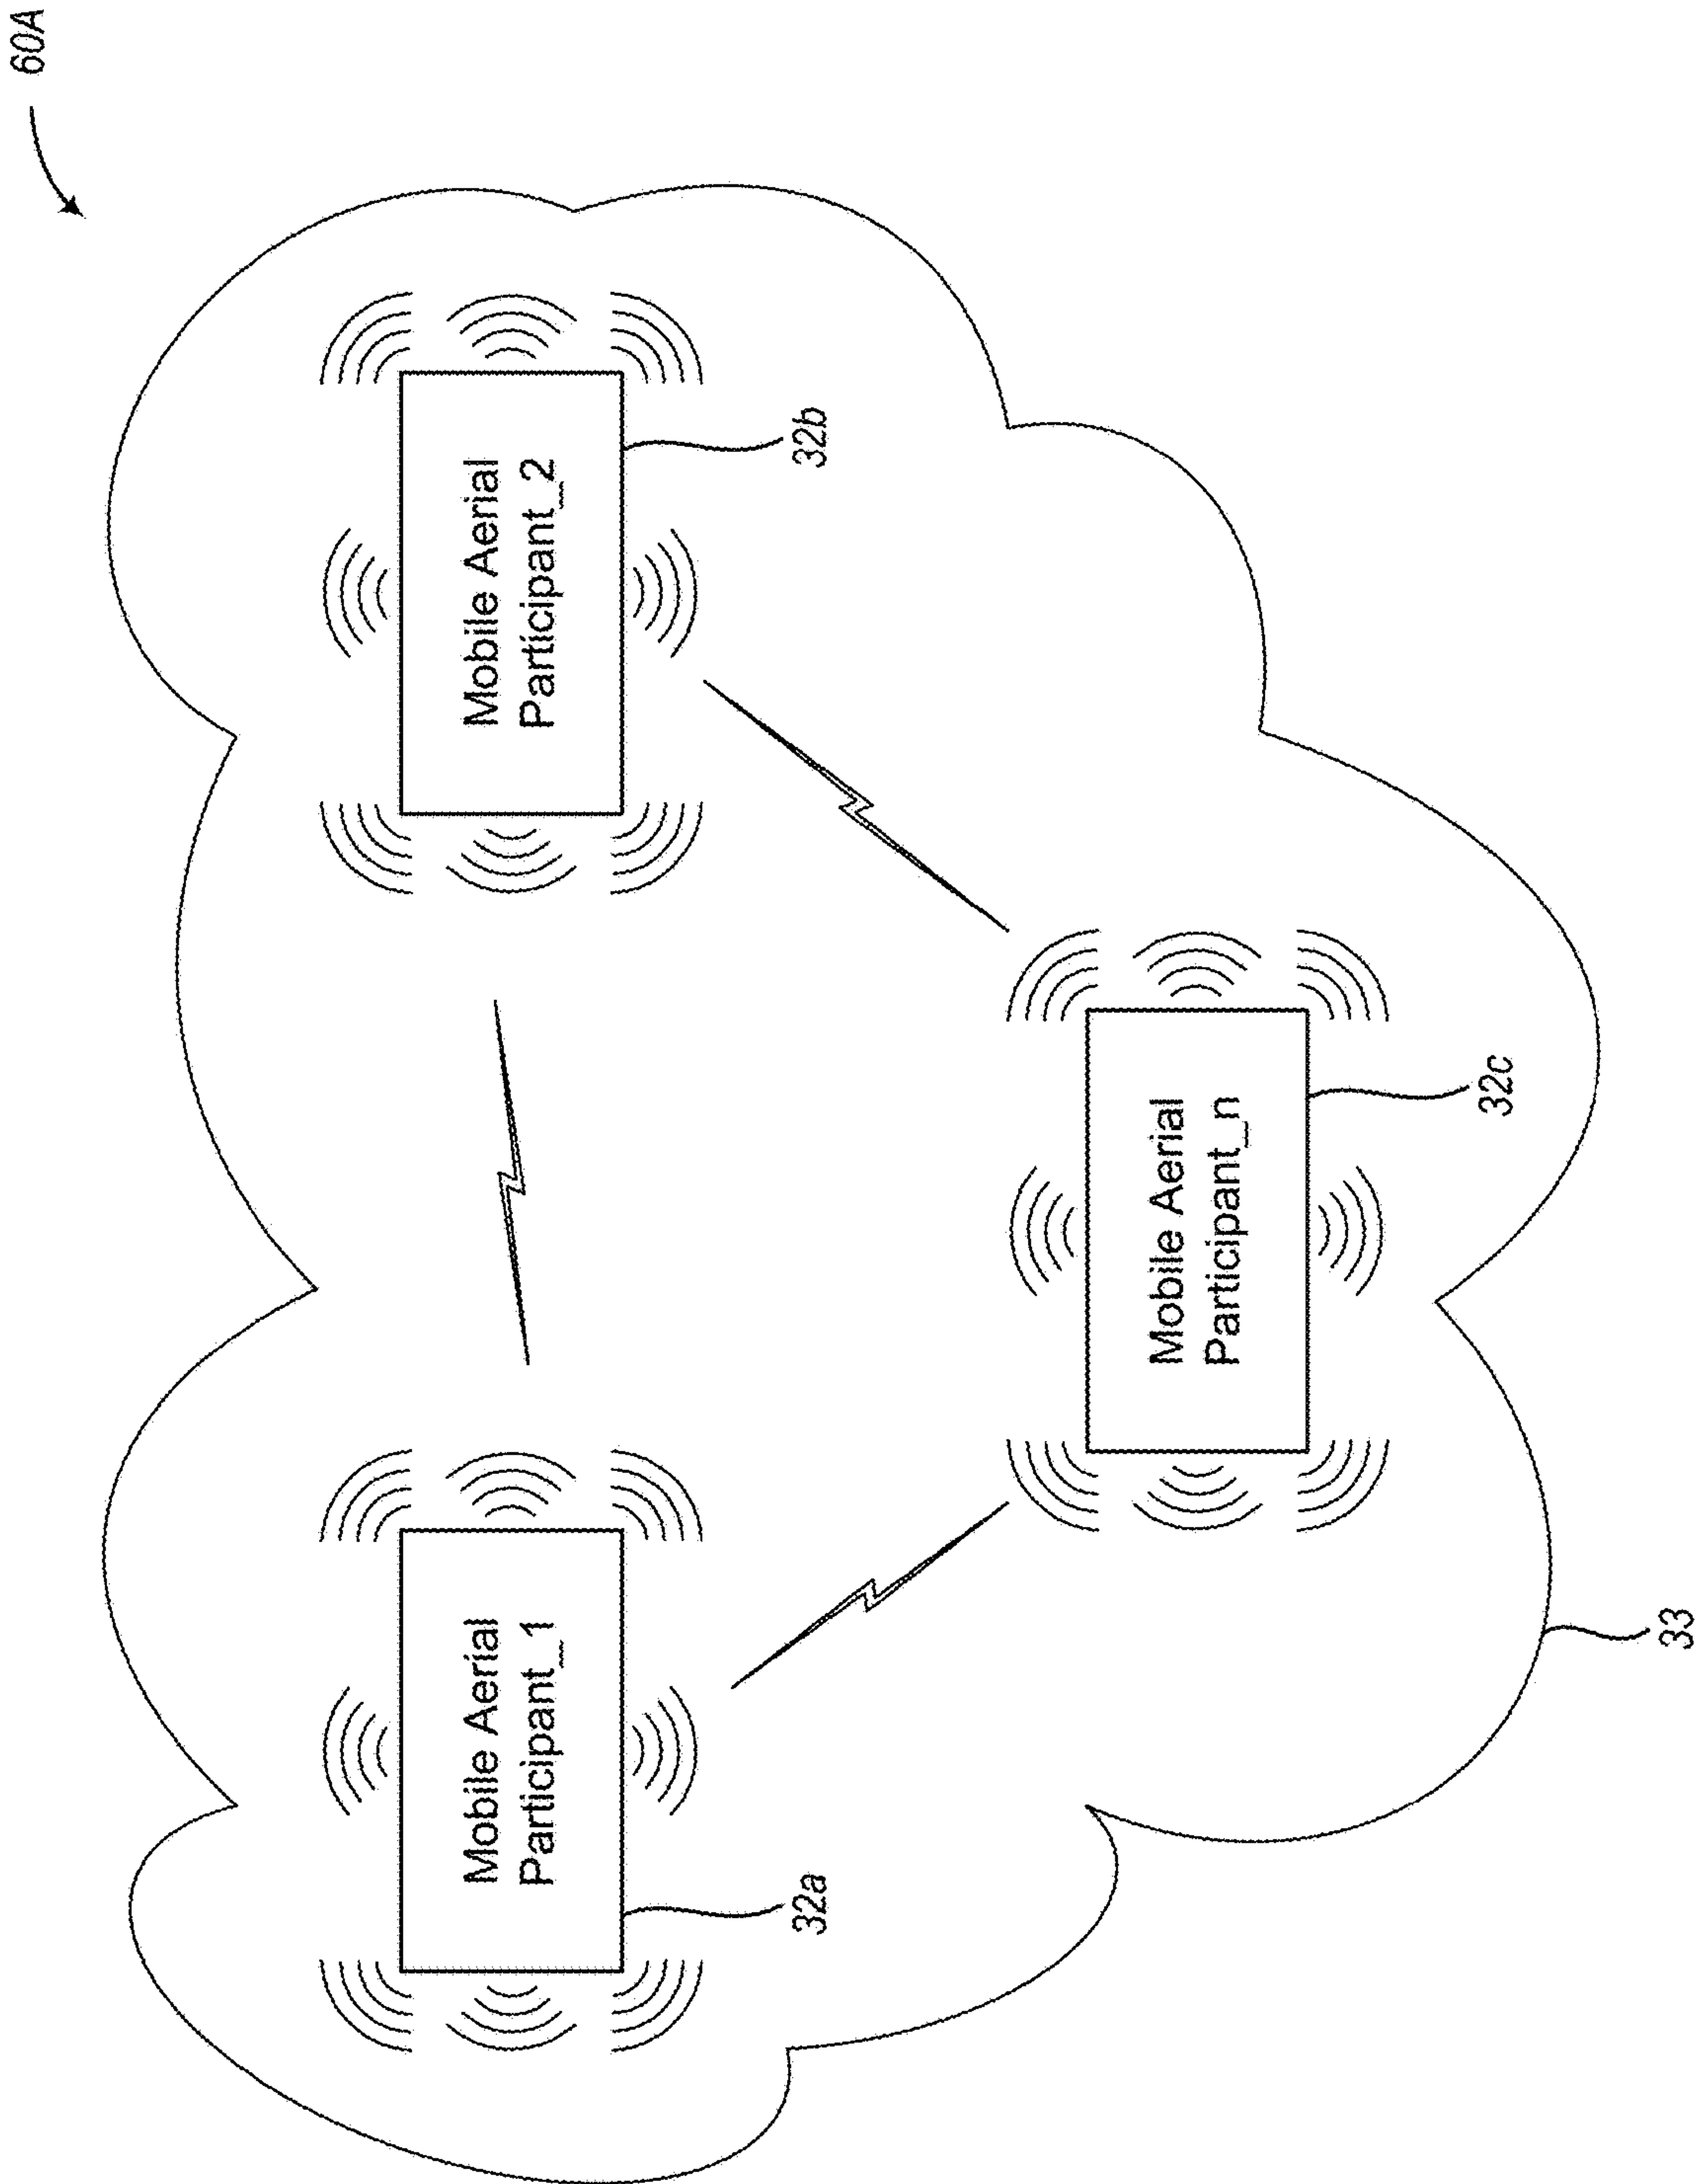 60A
Mobile Aerial
Participant_1
32a
Mobile Aerial
Participant_2
32b
Mobile Aerial
Participant_n
32c
33